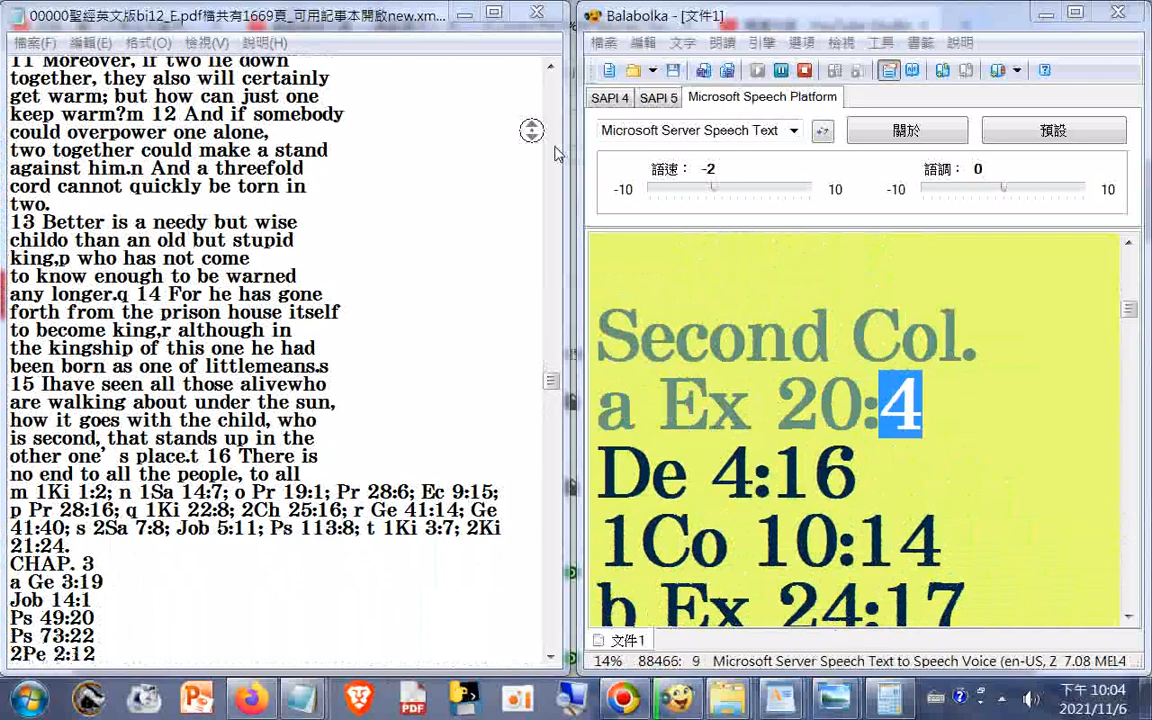 00000聖經英文版bi12_E.pdf檔共有1669頁_可用記事本開啟new.xm...
檔案(F) 編輯(E) 格式(O) 檢視(V) 說明(H)
11 Moreover, if two lie down
together, they also will certainly
get warm; but how can just one
keep warm?m 12 And if somebody
could overpower one alone,
two together could make a stand
against him.n And a threefold
cord cannot quickly be torn in
two.
13 Better is a needy but wise
childo than an old but stupid
king,p who has not come
to know enough to be warned
any longer.q 14 For he has gone
forth from the prison house itself
to become king,r although in
the kingship of this one he had
been born as one of littlemeans.s
15 Ihave seen all those alivewho
are walking about under the sun,
how it goes with the child, who
is second, that stands up in the
other one’s place.t 16 There is
no end to all the people, to all
m 1Ki 1:2; n 1Sa 14:7; o Pr 19:1; Pr 28:6; Ec 9:15;
p Pr 28:16; q 1Ki 22:8; 2Ch 25:16; r Ge 41:14; Ge
41:40; s 2Sa 7:8; Job 5:11; Ps 113:8; t 1Ki 3:7; 2Ki
21:24.
CHAP. 3
a Ge 3:19
Job 14:1
Ps 49:20
Ps 73:22
2Pe 2:12
Balabolka - [文件1]
檔案 編輯 文字 朗讀 引擎 選項 檢視 工具 書籤 說明
SAPI 4 SAPI 5 Microsoft Speech Platform
Microsoft Server Speech Text 關於 預設
語速： -2 語調： 0
-10 10 -10 10
Second Col.
a Ex 20:4
De 4:16
1Co 10:14
b Ex 24:17
文件1
14% 88466: 9 Microsoft Server Speech Text to Speech Voice (en-US, Z 7.08 ME14
PDF
下午 10:04
2021/11/6